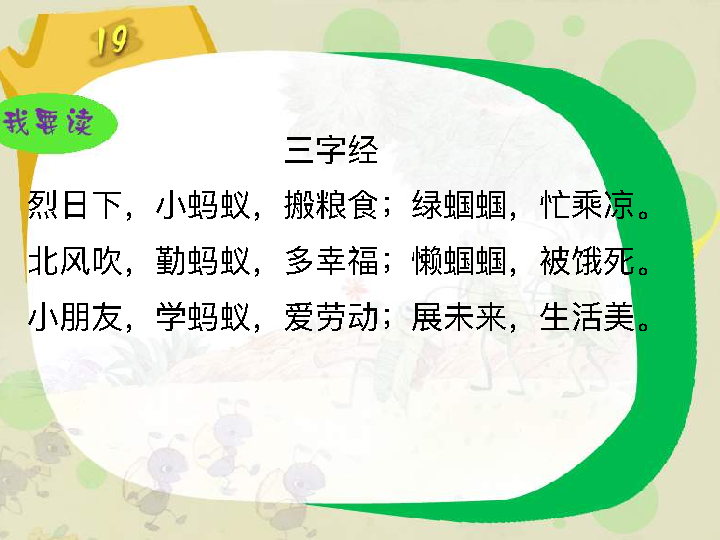 19
我要读
三字经
烈日下，小蚂蚁，搬粮食；绿蝈蝈，忙乘凉。
北风吹，勤蚂蚁，多幸福；懒蝈蝈，被饿死。
小朋友，学蚂蚁，爱劳动；展未来，生活美。